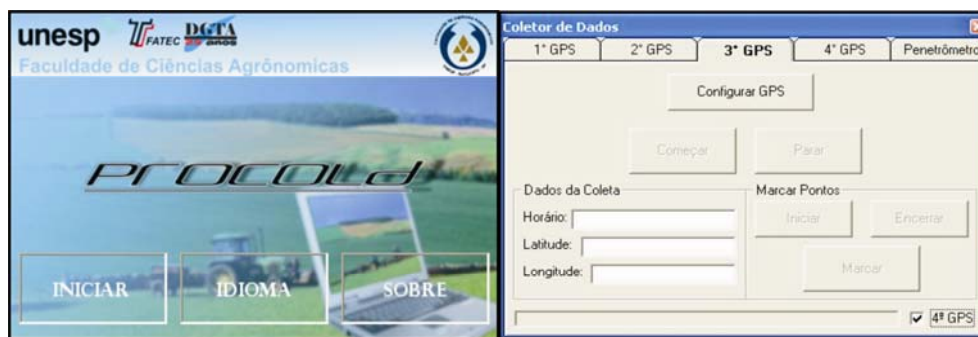 unesp
FATEC
DGTA
Faculdade de Ciências Agrônomicas
PROCOLd
INICIAR
IDIOMA
SOBRE
Coletor de Dados
1° GPS
2° GPS
3° GPS
4° GPS
Penetrômetro
Configurar GPS
Começar
Parar
Dados da Coleta
Horário:
Latitude:
Longitude:
Marcar Pontos
Iniciar
Encerrar
Marcar
4º GPS